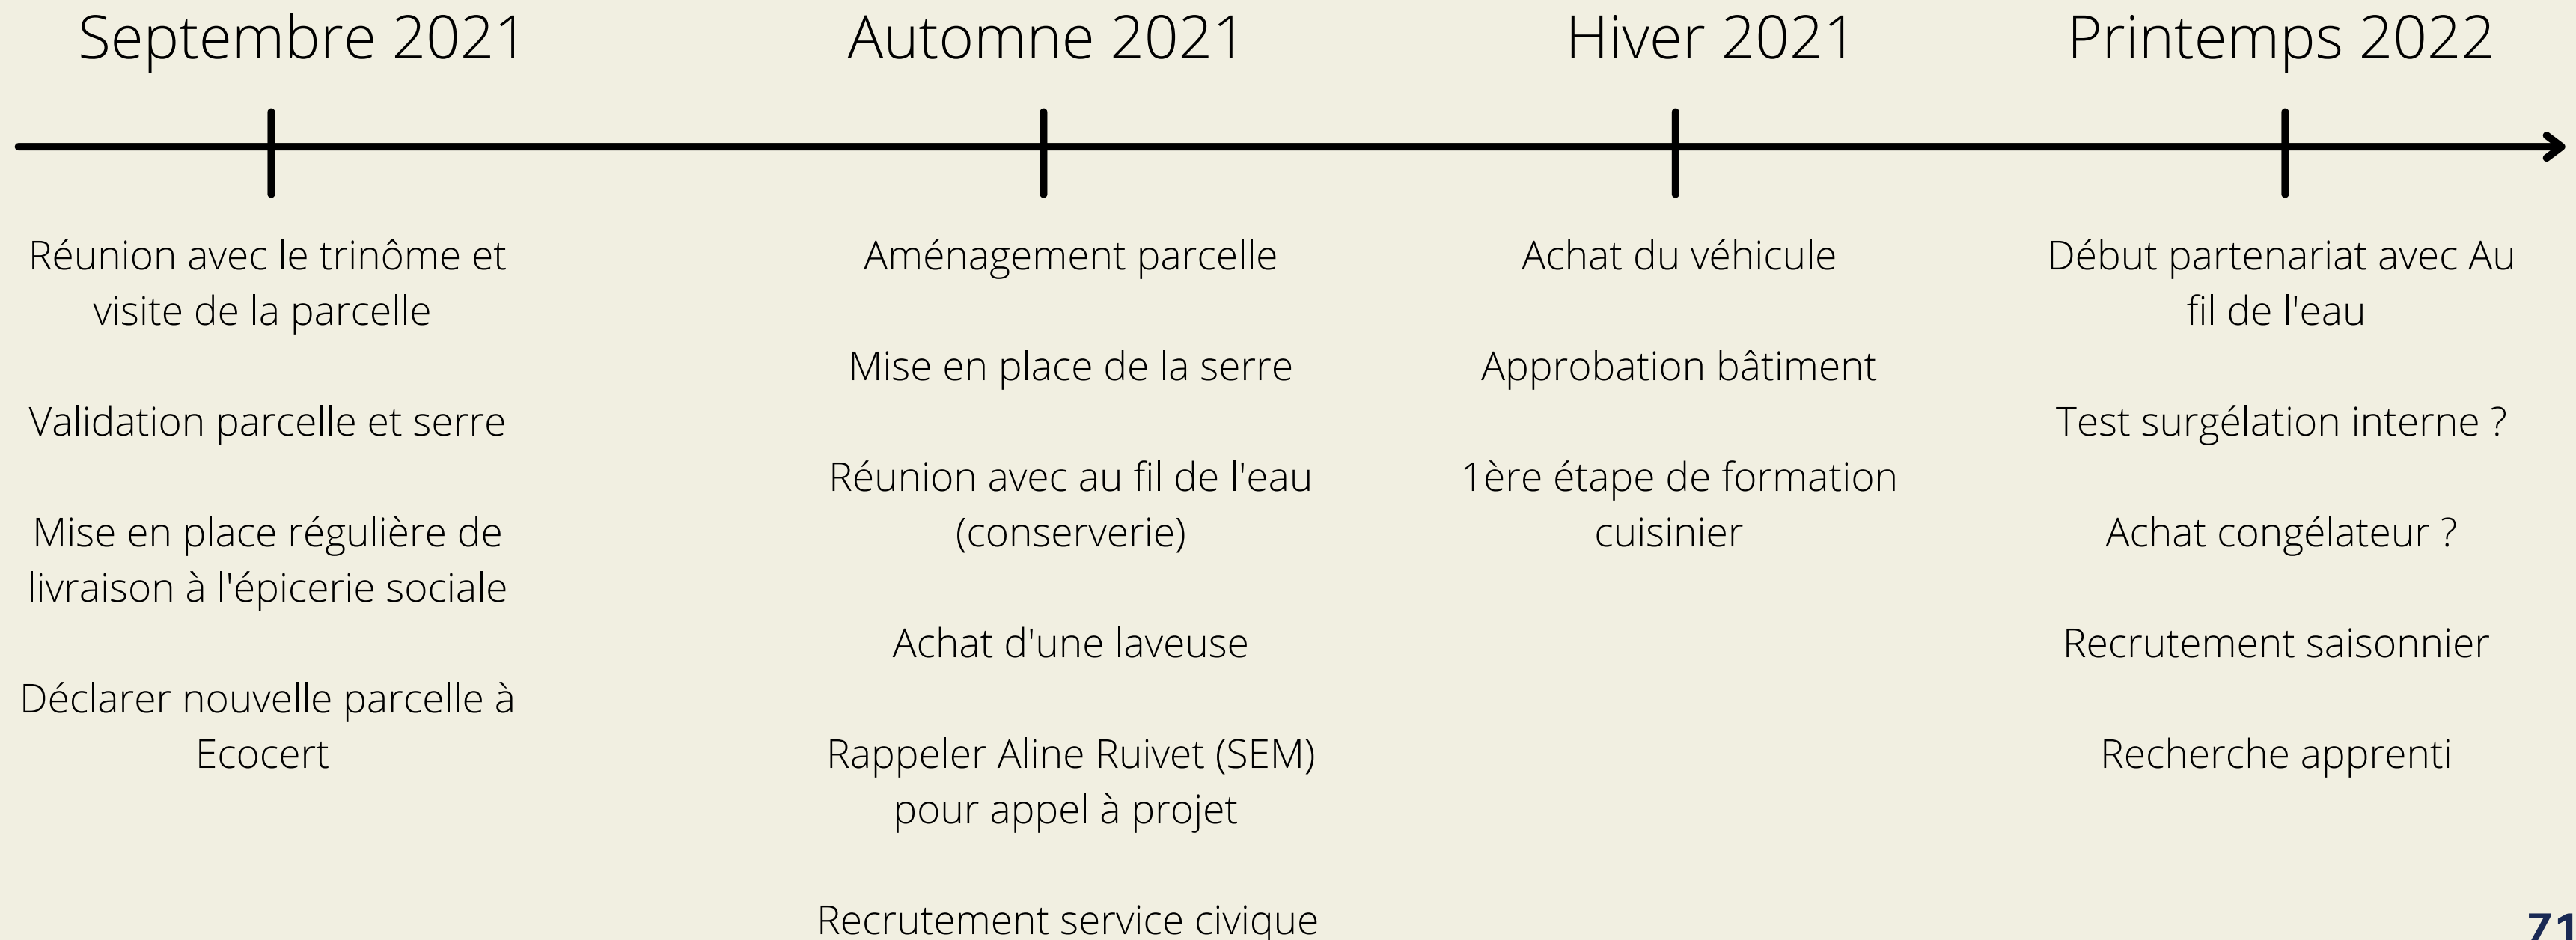 Septembre 2021
Réunion avec le trinôme et
visite de la parcelle
Validation parcelle et serre
Mise en place régulière de
livraison à l'épicerie sociale
Déclarer nouvelle parcelle à
Ecocert
Automne 2021
Aménagement parcelle
Mise en place de la serre
Réunion avec au fil de l'eau
(conserverie)
Achat d'une laveuse
Rappeler Aline Ruivet (SEM)
pour appel à projet
Recrutement service civique
Hiver 2021
Achat du véhicule
Approbation bâtiment
1ère étape de formation
cuisinier
Printemps 2022
Début partenariat avec Au
fil de l'eau
Test surgélation interne ?
Achat congélateur ?
Recrutement saisonnier
Recherche apprenti
71